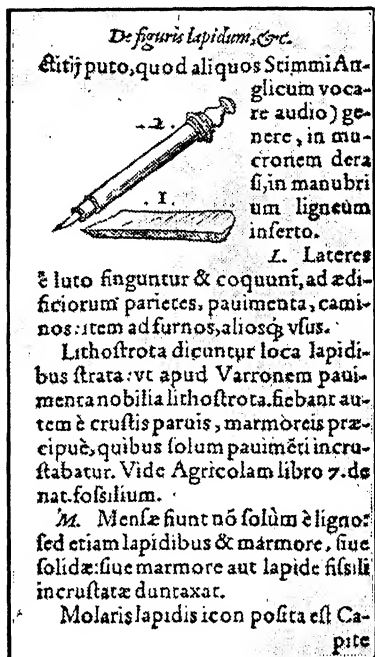 De figuris lapidum, &c.
ctitij puto, quod aliquos Stimmi An-
glicum voca-
re audio) ge-
nere, in mu-
cronem dera
ſi, in manubri
um ligneum
inſerto.
.2.
.1.
L. Lateres
è luto finguntur & coquunt̃, ad ædi-
ficiorum parietes, pauimenta, cami-
nos: item ad furnos, aliosq́; vſus.
Lithoſtrota dicuntur loca lapidi-
bus ſtrata: vt apud Varronem paui-
menta nobilia lithoſtrota. fiebant au-
tem è cruſtis paruis, marmoreis præ-
cipuè, quibus ſolum pauimēti incru-
ſtabatur. Vide Agricolam libro 7. de
nat. foſsilium.
M. Menſæ fiunt nō ſolùm è ligno:
ſed etiam lapidibus & marmore, ſiue
ſolidæ: ſiue marmore aut lapide fiſsili
incruſtatæ duntaxat.
Molaris lapidis icon poſita eſt Ca-
pite